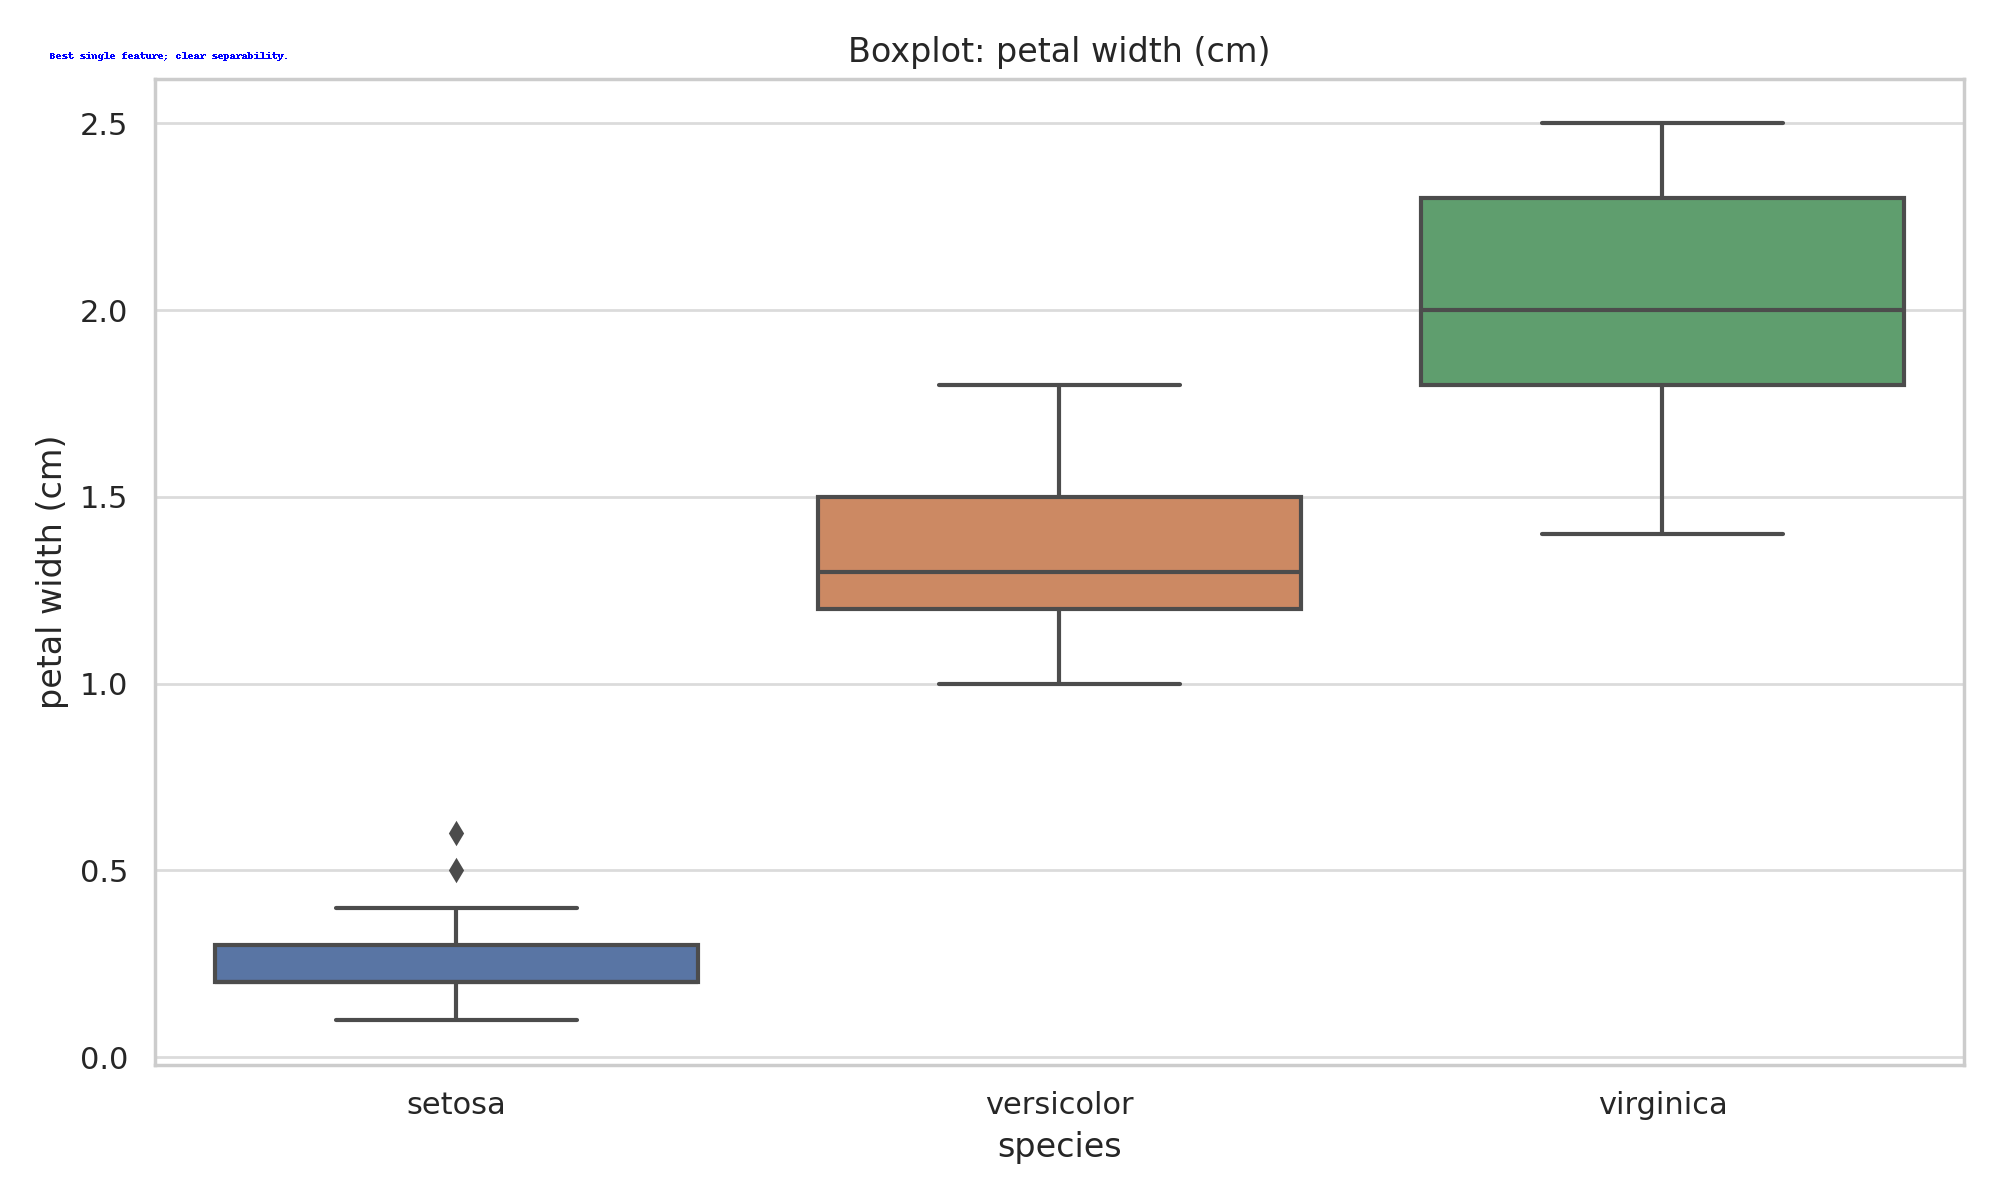 Best single feature; clear separability.
Boxplot: petal width (cm)
petal width (cm)
2.5
2.0
1.5
1.0
0.5
0.0
setosa
versicolor
virginica
species